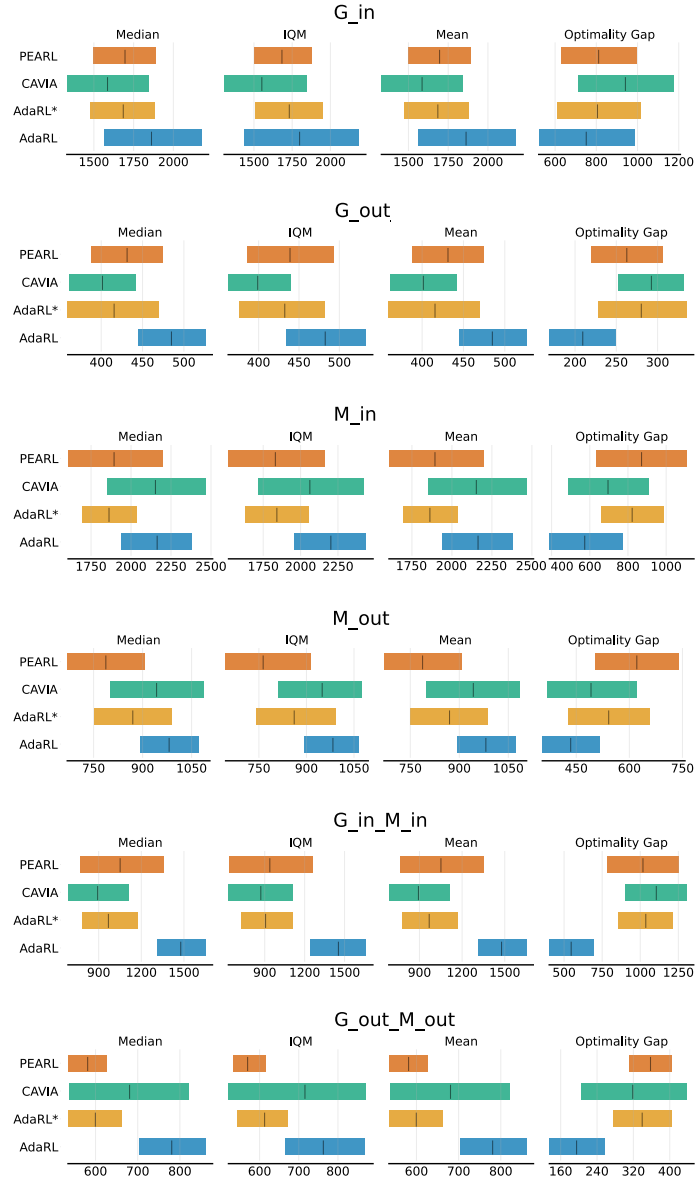 G_in
Median IQM Mean Optimality Gap
PEARL
CAVIA
AdaRL*
AdaRL
1500 1750 2000 1500 1750 2000 1500 1750 2000 600 800 1000 1200
G_out
Median IQM Mean Optimality Gap
PEARL
CAVIA
AdaRL*
AdaRL
400 450 500 400 450 500 400 450 500 200 250 300
M_in
Median IQM Mean Optimality Gap
PEARL
CAVIA
AdaRL*
AdaRL
1750 2000 2250 2500 1750 2000 2250 1750 2000 2250 2500 400 600 800 1000
M_out
Median IQM Mean Optimality Gap
PEARL
CAVIA
AdaRL*
AdaRL
750 900 1050 750 900 1050 750 900 1050 450 600 750
G_in_M_in
Median IQM Mean Optimality Gap
PEARL
CAVIA
AdaRL*
AdaRL
900 1200 1500 900 1200 1500 900 1200 1500 500 750 1000 1250
G_out_M_out
Median IQM Mean Optimality Gap
PEARL
CAVIA
AdaRL*
AdaRL
600 700 800 600 700 800 600 700 800 160 240 320 400